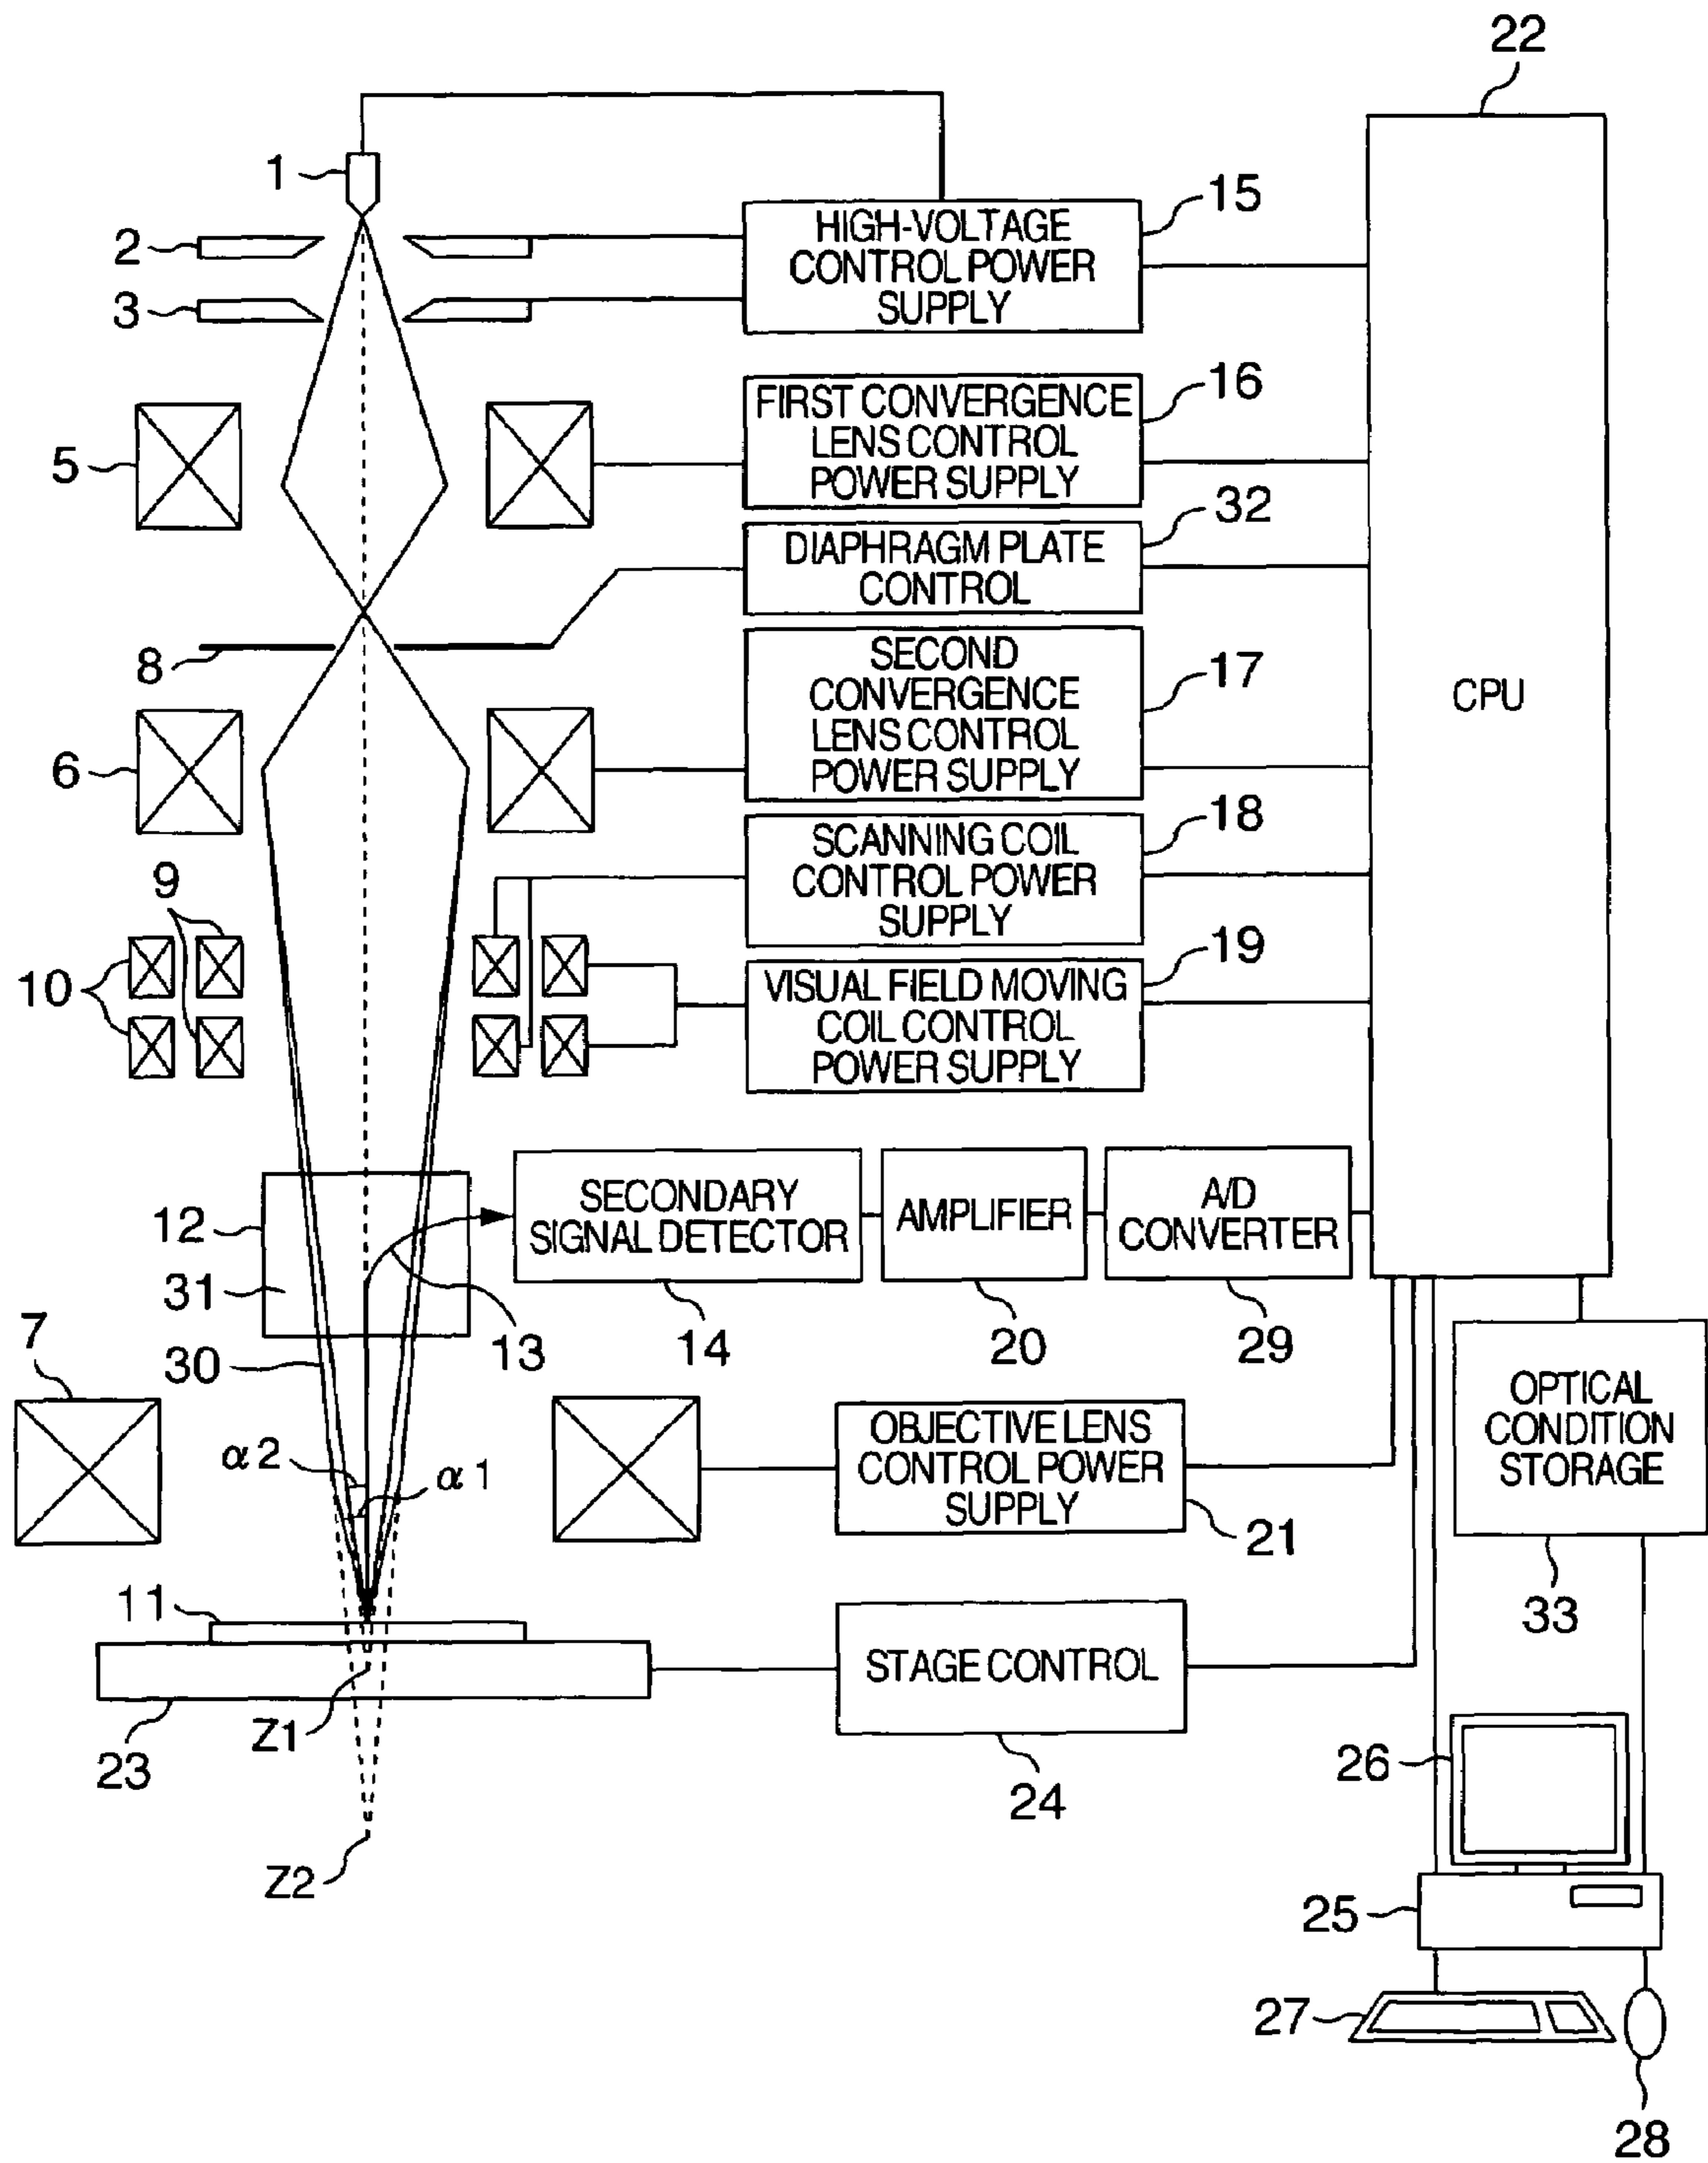 22
1
HIGH-VOLTAGE
CONTROL POWER
SUPPLY
15
2
3
FIRST CONVERGENCE
LENS CONTROL
POWER SUPPLY
16
5
DIAPHRAGM PLATE
CONTROL
32
8
SECOND
CONVERGENCE
LENS CONTROL
POWER SUPPLY
17
CPU
6
SCANNING COIL
CONTROL POWER
SUPPLY
18
9
10
VISUAL FIELD MOVING
COIL CONTROL
POWER SUPPLY
19
12
31
SECONDARY
SIGNAL DETECTOR
AMPLIFIER
A/D
CONVERTER
7
30
13
14
20
29
OPTICAL
CONDITION
STORAGE
α2
α1
OBJECTIVE LENS
CONTROL POWER
SUPPLY
21
33
11
STAGE CONTROL
Z1
23
24
26
Z2
25
27
28